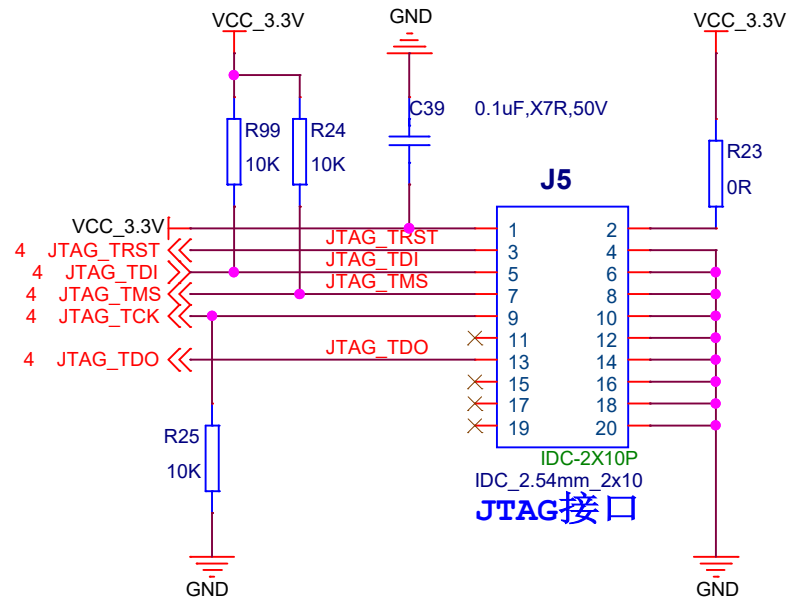 GND
VCC_3.3V
VCC_3.3V
C39 0.1uF,X7R,50V
R99
10K
R24
10K
R23
0R
J5
VCC_3.3V
1 2
4 JTAG_TRST JTAG_TRST 3 4
4 JTAG_TDI JTAG_TDI 5 6
4 JTAG_TMS JTAG_TMS 7 8
4 JTAG_TCK 9 10
11 12
4 JTAG_TDO JTAG_TDO 13 14
15 16
17 18
19 20
R25
10K
IDC-2X10P
IDC_2.54mm_2x10
JTAG接口
GND
GND